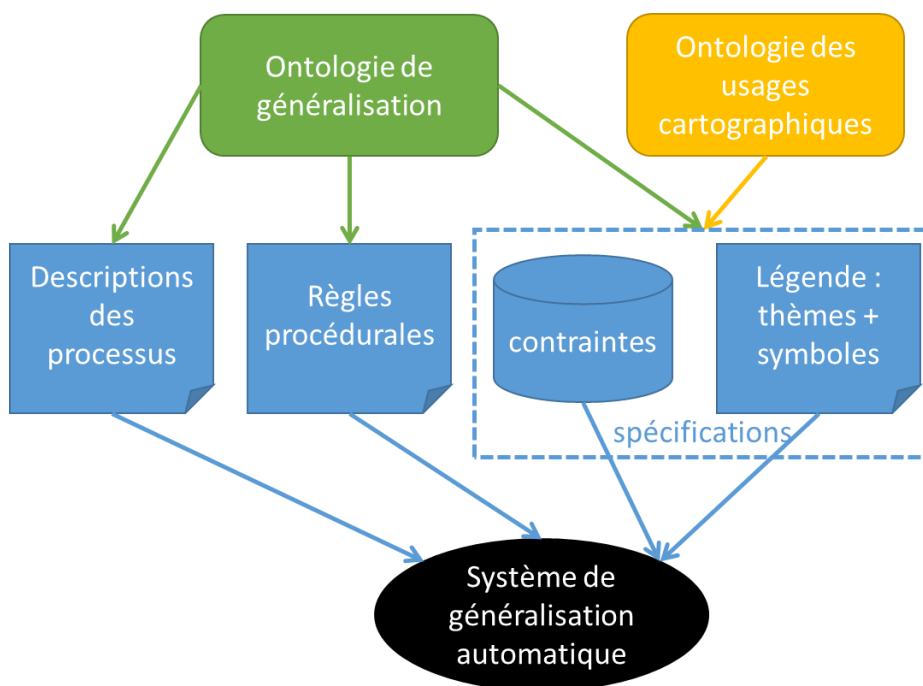 Ontologie de
généralisation
Ontologie des
usages
cartographiques
Descriptions
des
processus
Règles
procédurales
contraintes
Légende :
thèmes +
symboles
spécifications
Système de
généralisation
automatique